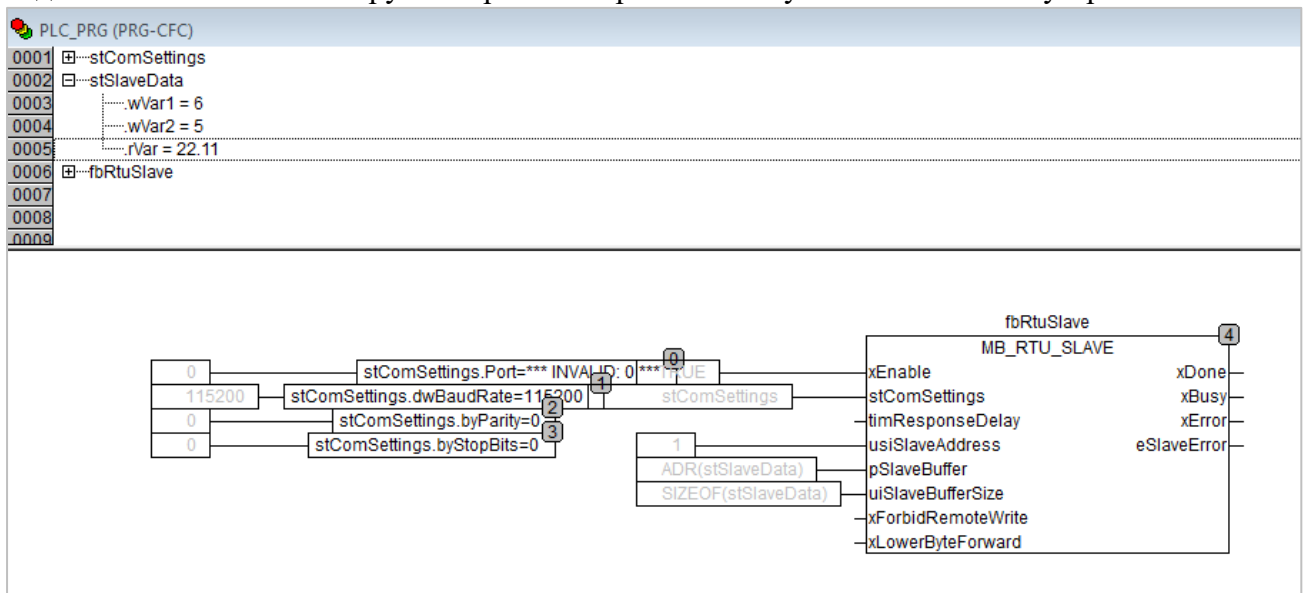 PLC_PRG (PRG-CFC)
0001 stComSettings
0002 stSlaveData
0003 .wVar1 = 6
0004 .wVar2 = 5
0005 .rVar = 22.11
0006 fbRtuSlave
0007
0008
0009
fbRtuSlave
4
MB_RTU_SLAVE
0 stComSettings.Port=*** INVALID: 0 *** 0 TRUE xEnable xDone
115200 stComSettings.dwBaudRate=115200 1 stComSettings stComSettings xBusy
0 stComSettings.byParity=0 2 timResponseDelay xError
0 stComSettings.byStopBits=0 3 1 usiSlaveAddress eSlaveError
ADR(stSlaveData) pSlaveBuffer
SIZEOF(stSlaveData) uiSlaveBufferSize
xForbidRemoteWrite
xLowerByteForward